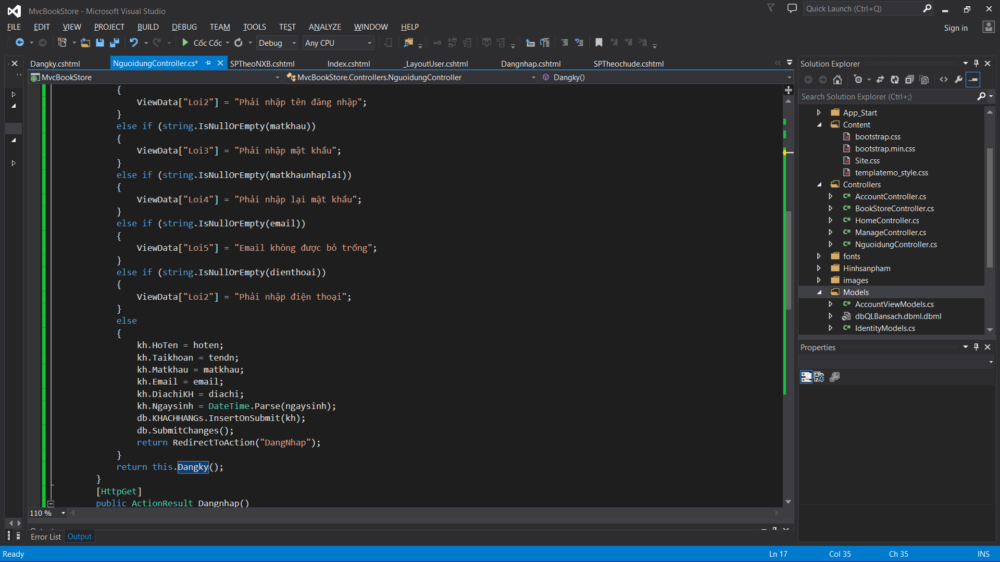 MvcBookStore - Microsoft Visual Studio
Quick Launch (Ctrl+Q)
FILE EDIT VIEW PROJECT BUILD DEBUG TEAM TOOLS TEST ANALYZE WINDOW HELP
Sign in
Cốc Cốc Debug Any CPU
Dangky.cshtml NguoidungController.cs* SPTheoNXB.cshtml Index.cshtml _LayoutUser.cshtml Dangnhap.cshtml SPTheochude.cshtml
MvcBookStore MvcBookStore.Controllers.NguoidungController Dangky()
{
ViewData["Loi2"] = "Phải nhập tên đăng nhập";
}
else if (string.IsNullOrEmpty(matkhau))
{
ViewData["Loi3"] = "Phải nhập mật khẩu";
}
else if (string.IsNullOrEmpty(matkhaunhaplai))
{
ViewData["Loi4"] = "Phải nhập lại mật khẩu";
}
else if (string.IsNullOrEmpty(email))
{
ViewData["Loi5"] = "Email không được bỏ trống";
}
else if (string.IsNullOrEmpty(dienthoai))
{
ViewData["Loi2"] = "Phải nhập điện thoại";
}
else
{
kh.HoTen = hoten;
kh.Taikhoan = tendn;
kh.Matkhau = matkhau;
kh.Email = email;
kh.DiachiKH = diachi;
kh.Ngaysinh = DateTime.Parse(ngaysinh);
db.KHACHHANGs.InsertOnSubmit(kh);
db.SubmitChanges();
return RedirectToAction("DangNhap");
}
return this.Dangky();
}
[HttpGet]
public ActionResult Dangnhap()
110 %
Error List Output
Solution Explorer
Search Solution Explorer (Ctrl+;)
App_Start
Content
bootstrap.css
bootstrap.min.css
Site.css
templatemo_style.css
Controllers
AccountController.cs
BookStoreController.cs
HomeController.cs
ManageController.cs
NguoidungController.cs
fonts
Hinhsanpham
images
Models
AccountViewModels.cs
dbQLBansach.dbml.dbml
IdentityModels.cs
Properties
Ready Ln 17 Col 35 Ch 35 INS